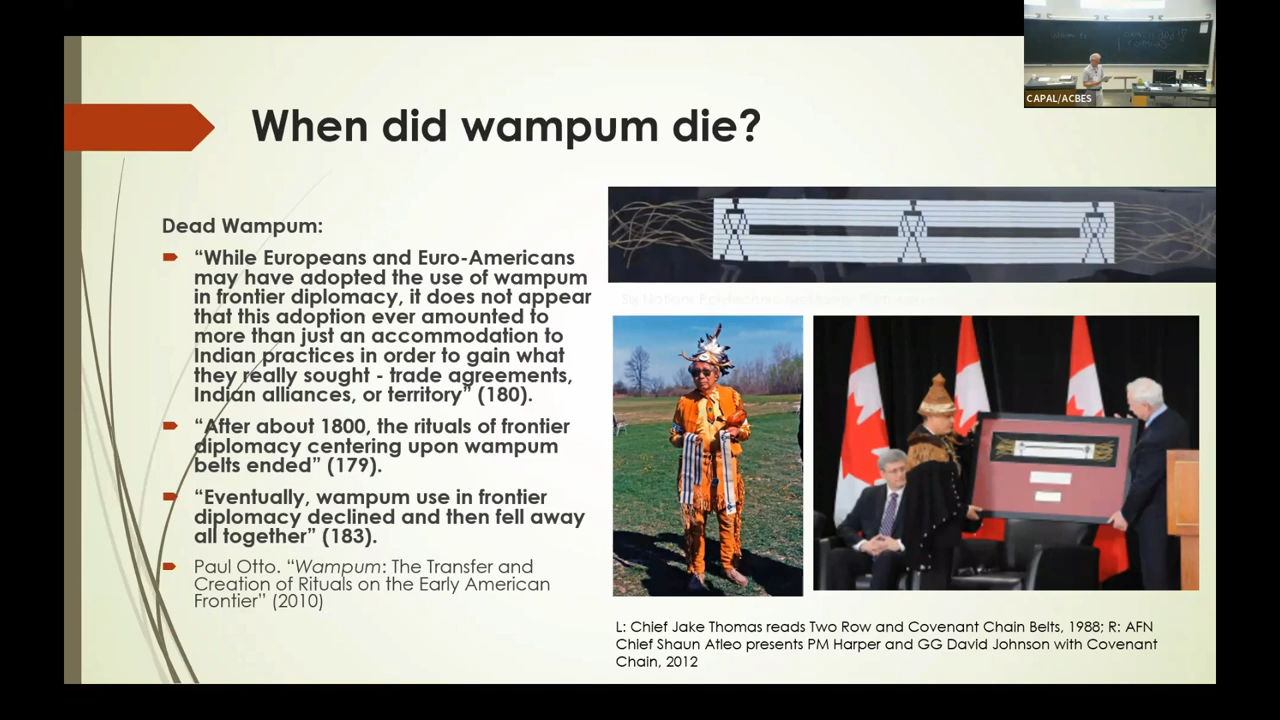 CAPAL/ACBES
When did wampum die?
Dead Wampum:
“While Europeans and Euro-Americans
may have adopted the use of wampum
in frontier diplomacy, it does not appear
that this adoption ever amounted to
more than just an accommodation to
Indian practices in order to gain what
they really sought - trade agreements,
Indian alliances, or territory” (180).
“After about 1800, the rituals of frontier
diplomacy centering upon wampum
belts ended” (179).
“Eventually, wampum use in frontier
diplomacy declined and then fell away
all together” (183).
Paul Otto. “Wampum: The Transfer and
Creation of Rituals on the Early American
Frontier” (2010)
L: Chief Jake Thomas reads Two Row and Covenant Chain Belts, 1988; R: AFN
Chief Shaun Atleo presents PM Harper and GG David Johnson with Covenant
Chain, 2012